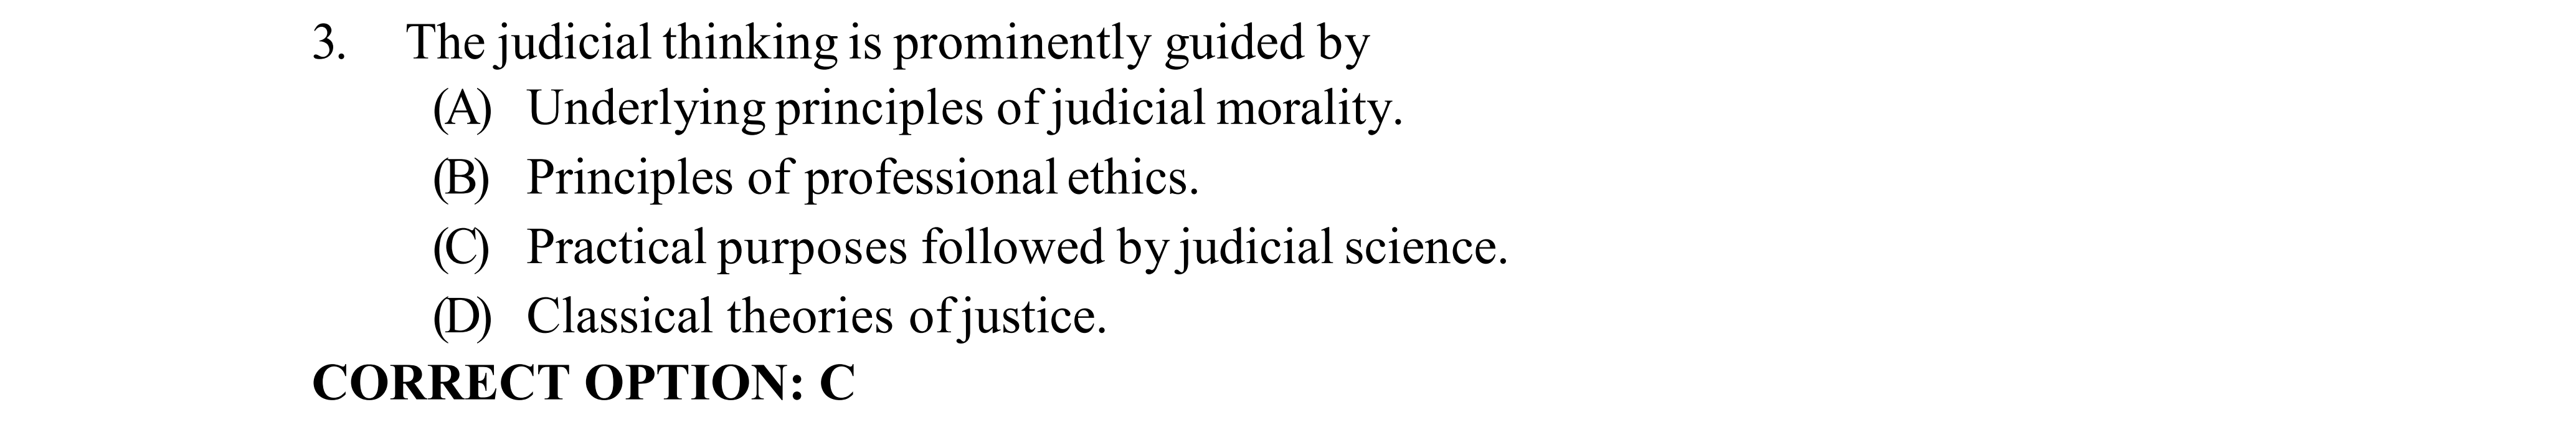 3. The judicial thinking is prominently guided by
(A) Underlying principles of judicial morality.
(B) Principles of professional ethics.
(C) Practical purposes followed by judicial science.
(D) Classical theories of justice.
CORRECT OPTION: C